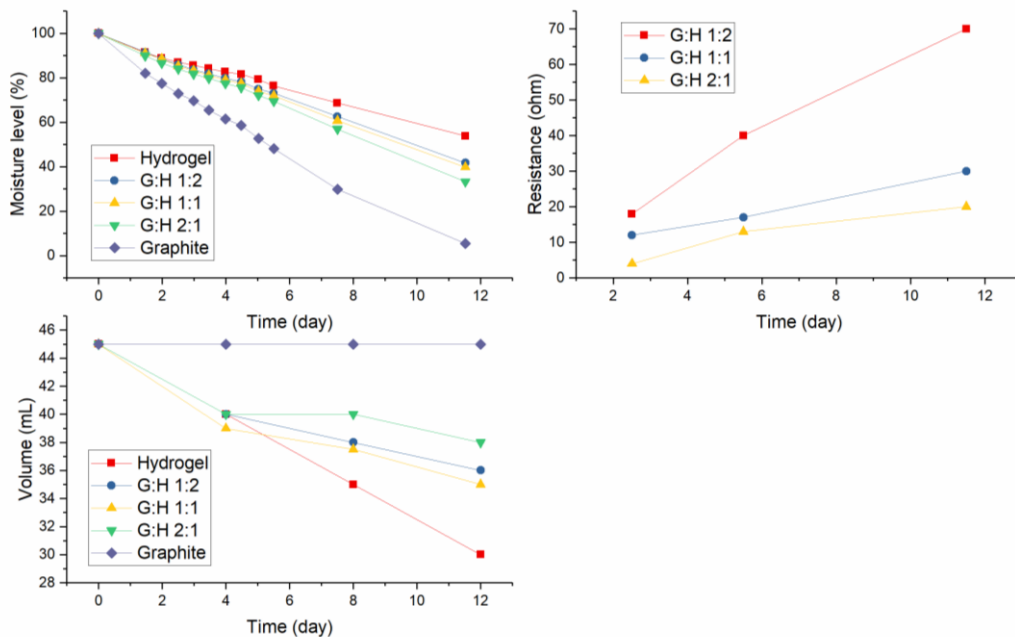 Moisture level (%)
100
80
60
40
20
0
Hydrogel
G:H 1:2
G:H 1:1
G:H 2:1
Graphite
0 2 4 6 8 10 12
Time (day)
Resistance (ohm)
70
60
50
40
30
20
10
0
G:H 1:2
G:H 1:1
G:H 2:1
2 4 6 8 10 12
Time (day)
Volume (mL)
46
44
42
40
38
36
34
32
30
28
Hydrogel
G:H 1:2
G:H 1:1
G:H 2:1
Graphite
0 2 4 6 8 10 12
Time (day)